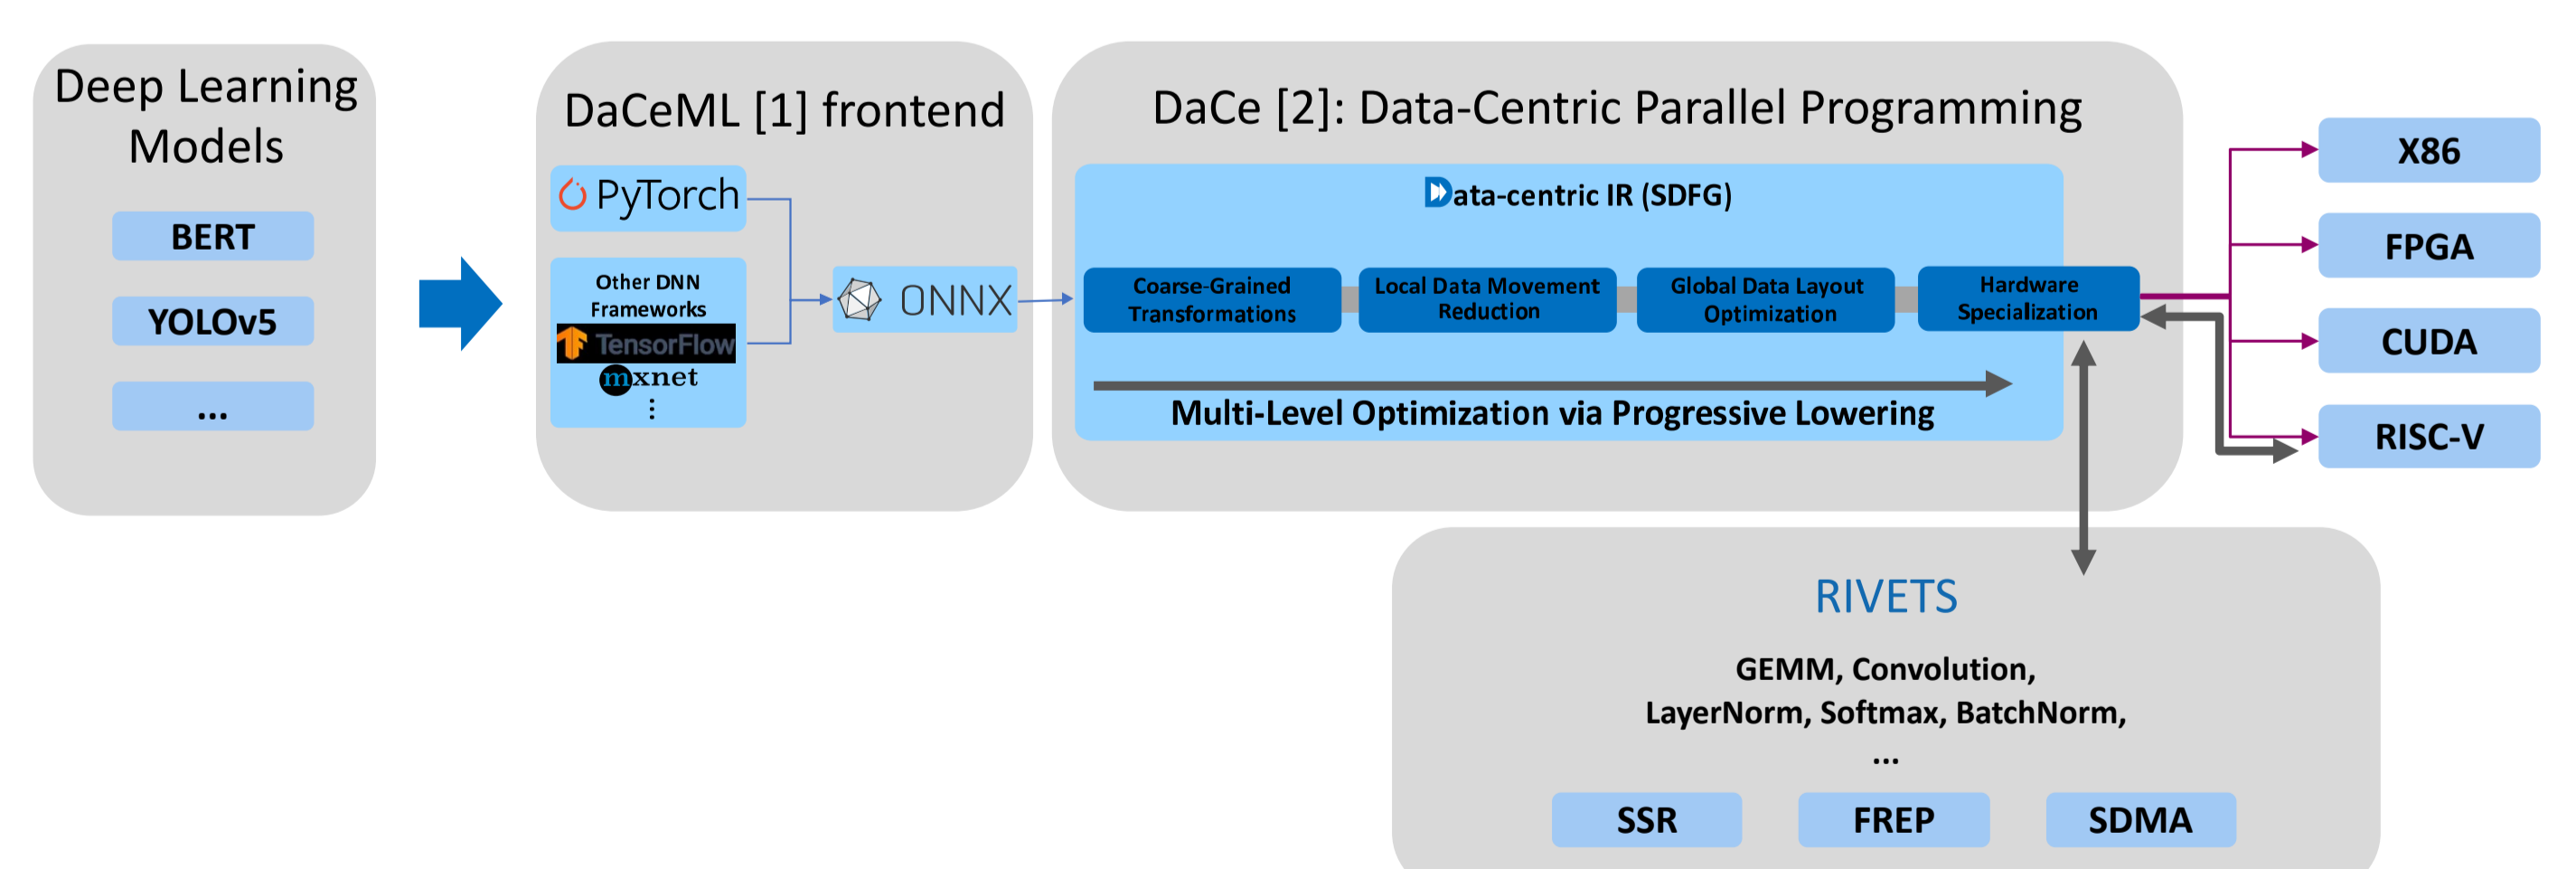 Deep Learning
Models
BERT
YOLOv5
...
DaCeML [1] frontend
PyTorch
Other DNN
Frameworks
TensorFlow
mxnet
⋮
ONNX
DaCe [2]: Data-Centric Parallel Programming
Data-centric IR (SDFG)
Coarse-Grained
Transformations
Local Data Movement
Reduction
Global Data Layout
Optimization
Hardware
Specialization
Multi-Level Optimization via Progressive Lowering
X86
FPGA
CUDA
RISC-V
RIVETS
GEMM, Convolution,
LayerNorm, Softmax, BatchNorm,
...
SSR
FREP
SDMA